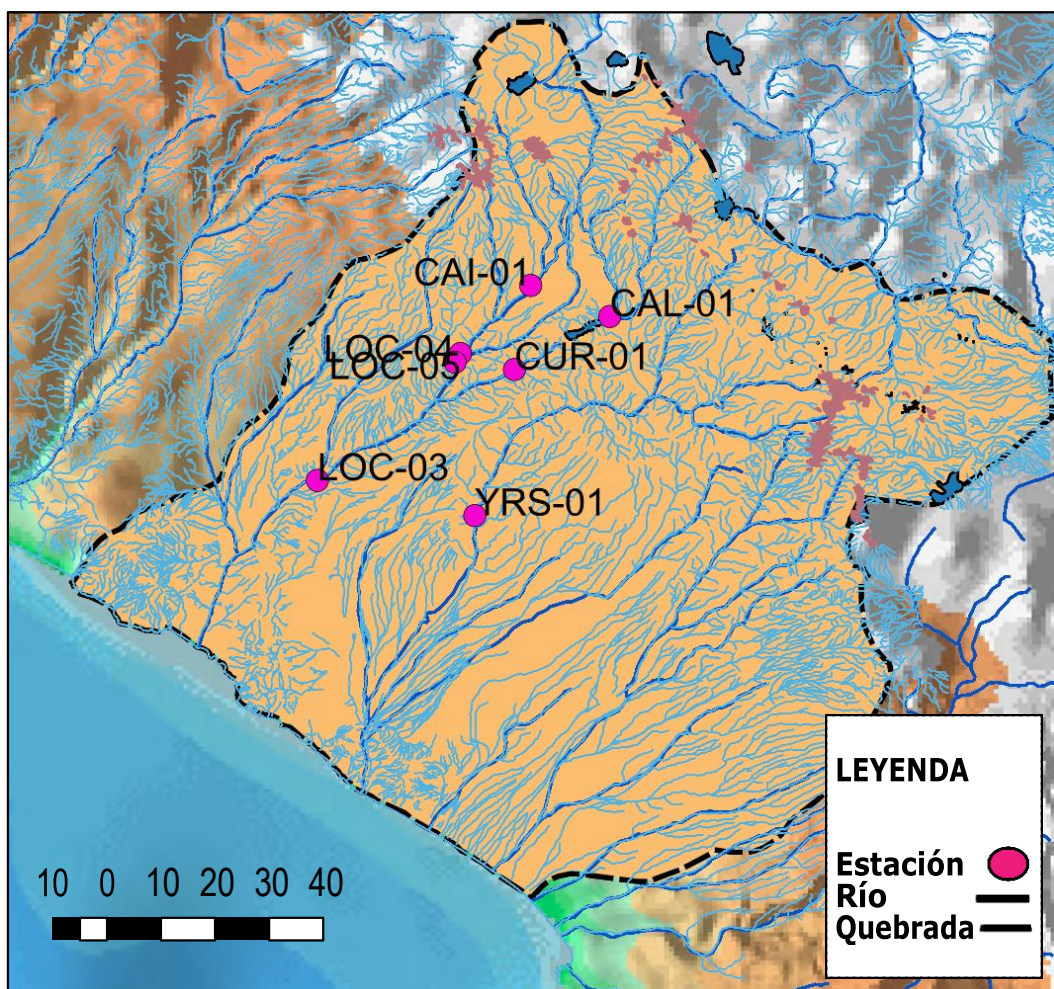 CAI-01
CAL-01
LOC-04
LOC-05
CUR-01
LOC-03
YRS-01
LEYENDA
Estación
Río
Quebrada
10 0 10 20 30 40